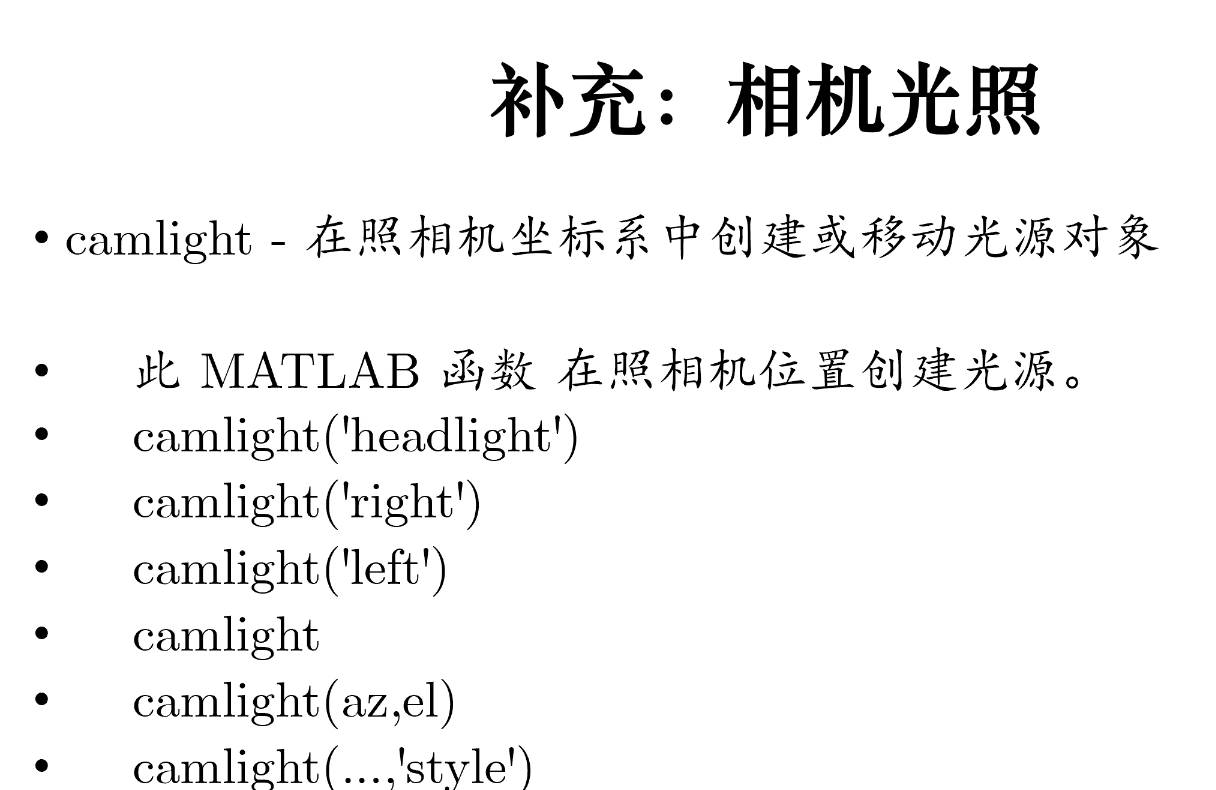 补充：相机光照
• camlight - 在照相机坐标系中创建或移动光源对象
• 此 MATLAB 函数 在照相机位置创建光源。
• camlight('headlight')
• camlight('right')
• camlight('left')
• camlight
• camlight(az,el)
• camlight(...,'style')